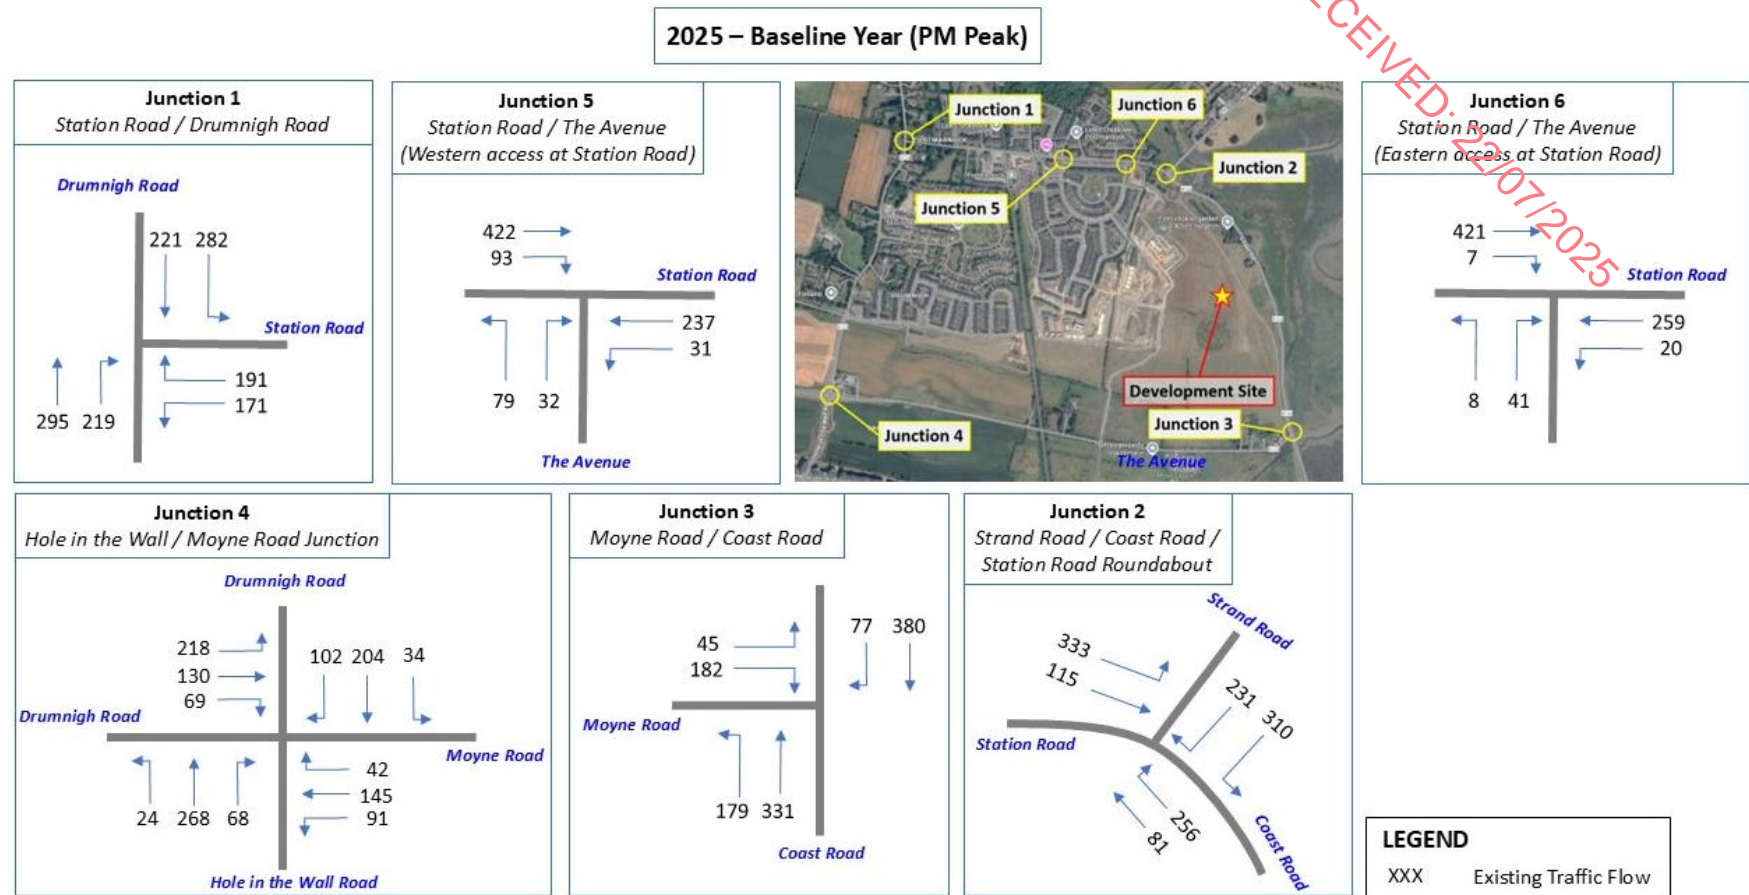 2025 – Baseline Year (PM Peak)
ECEIVED: 22/07/2025
Junction 1
Station Road / Drumnigh Road
Drumnigh Road
221 282
Station Road
191
171
295 219
Junction 5
Station Road / The Avenue
(Western access at Station Road)
422
93
Station Road
237
31
79 32
The Avenue
Junction 1
Junction 6
Junction 2
Junction 5
Development Site
Junction 3
Junction 4
The Avenue
Junction 6
Station Road / The Avenue
(Eastern access at Station Road)
421
7
Station Road
259
20
8 41
Junction 4
Hole in the Wall / Moyne Road Junction
Drumnigh Road
218
130
69
102 204 34
Drumnigh Road
Moyne Road
42
145
91
24 268 68
Hole in the Wall Road
Junction 3
Moyne Road / Coast Road
45
182
77 380
Moyne Road
179 331
Coast Road
Junction 2
Strand Road / Coast Road /
Station Road Roundabout
Strand Road
333
115
231
310
Station Road
256
81
Coast Road
LEGEND
XXX Existing Traffic Flow